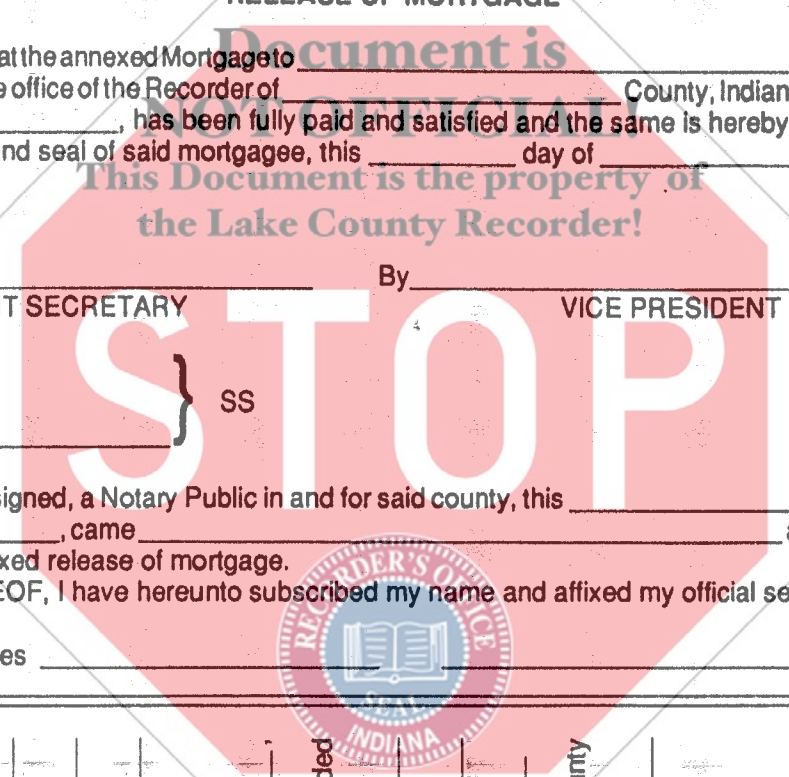 RELEASE OF MORTGAGE
Document is
at the annexed Mortgage to
e office of the Recorder of County, Indian
NOT OFFICIAL!
, has been fully paid and satisfied and the same is hereby
nd seal of said mortgagee, this day of
This Document is the property of
the Lake County Recorder!
By
T SECRETARY VICE PRESIDENT
STOP
} SS
signed, a Notary Public in and for said county, this
, came a
xed release of mortgage.
EOF, I have hereunto subscribed my name and affixed my official se
RECORDER'S OFFICE
es
SEAL
INDIANA
ded
nty